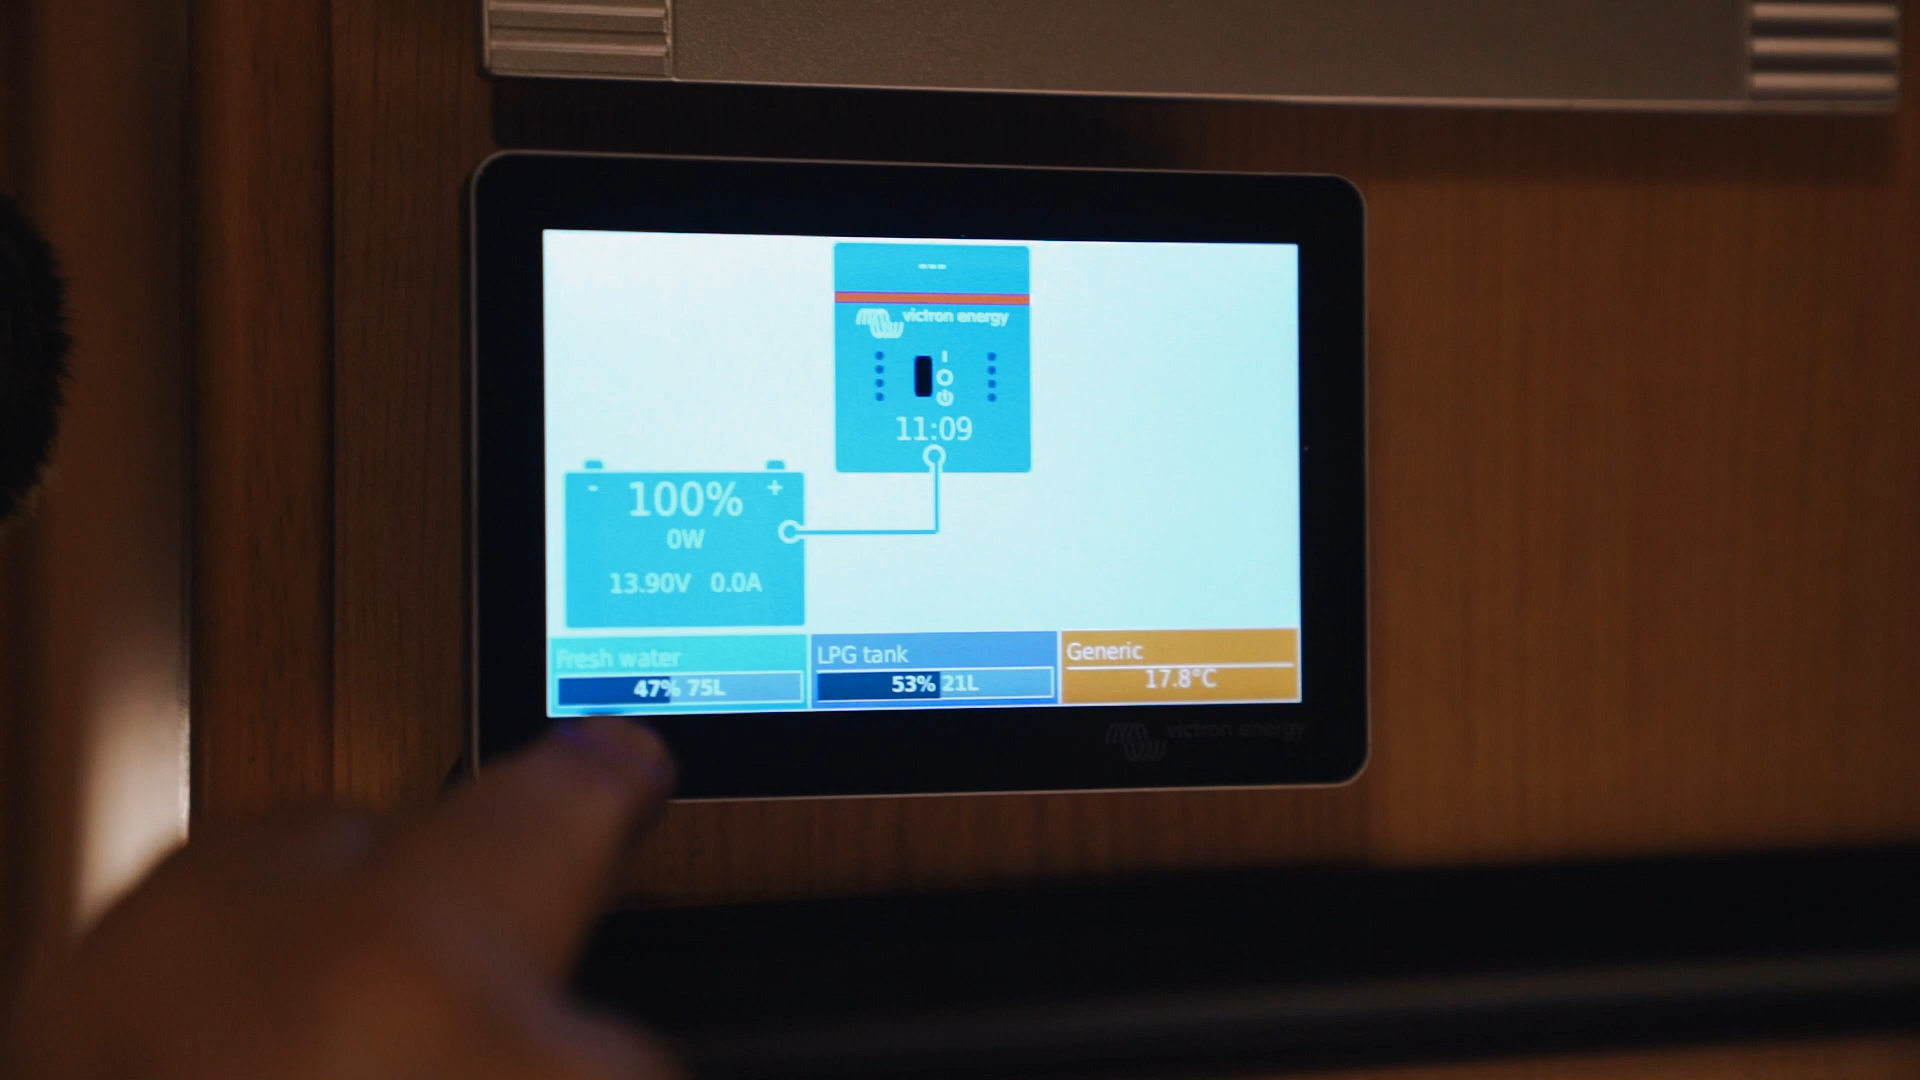 ---
victron energy
11:09
- 100% +
0W
13.90V 0.0A
Fresh water
47% 75L
LPG tank
53% 21L
Generic
17.8°C
victron energy